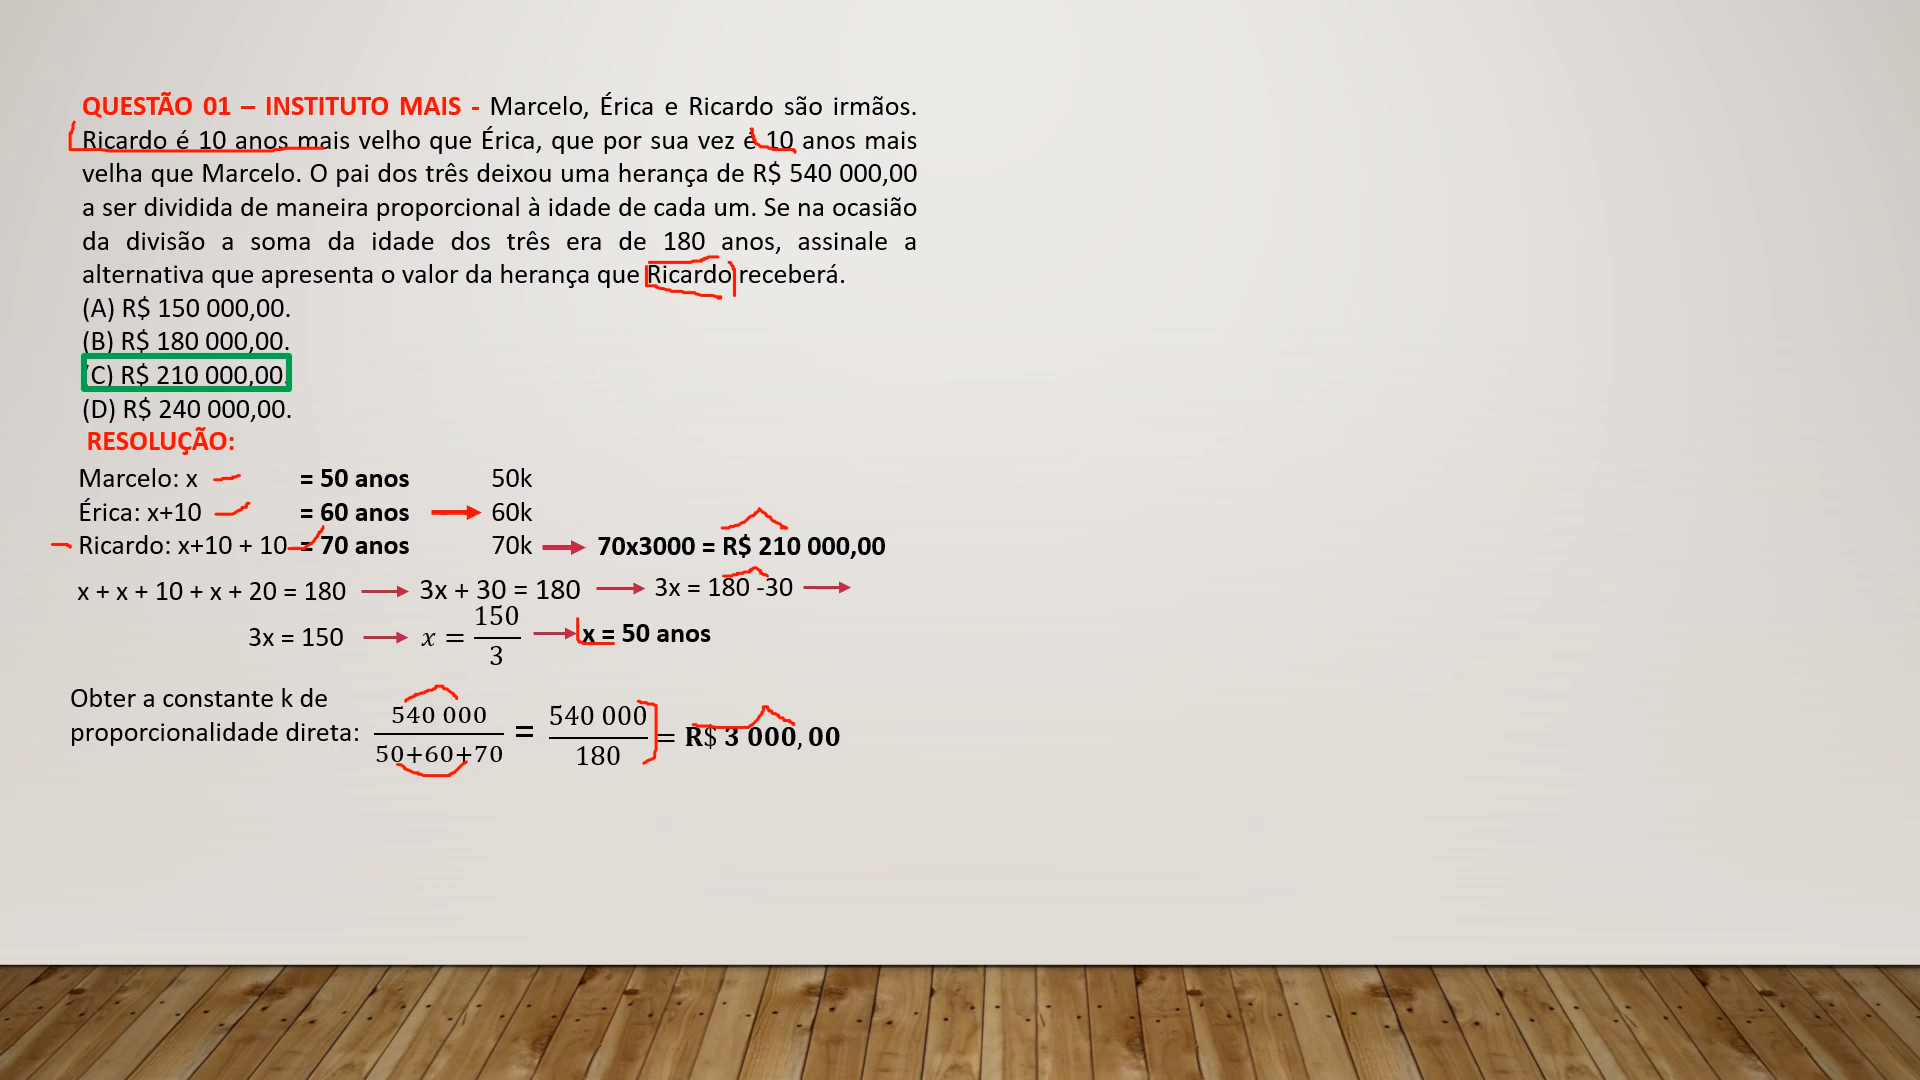 QUESTÃO 01 – INSTITUTO MAIS - Marcelo, Érica e Ricardo são irmãos.
Ricardo é 10 anos mais velho que Érica, que por sua vez é 10 anos mais
velha que Marcelo. O pai dos três deixou uma herança de R$ 540 000,00
a ser dividida de maneira proporcional à idade de cada um. Se na ocasião
da divisão a soma da idade dos três era de 180 anos, assinale a
alternativa que apresenta o valor da herança que Ricardo receberá.
(A) R$ 150 000,00.
(B) R$ 180 000,00.
(C) R$ 210 000,00.
(D) R$ 240 000,00.
RESOLUÇÃO:
Marcelo: x = 50 anos 50k
Érica: x+10 = 60 anos → 60k
Ricardo: x+10 + 10 = 70 anos 70k → 70x3000 = R$ 210 000,00
x + x + 10 + x + 20 = 180 → 3x + 30 = 180 → 3x = 180 -30 →
3x = 150 → x = 150/3 → x = 50 anos
Obter a constante k de
proporcionalidade direta: 540 000/50+60+70 = 540 000/180 = R$ 3 000,00